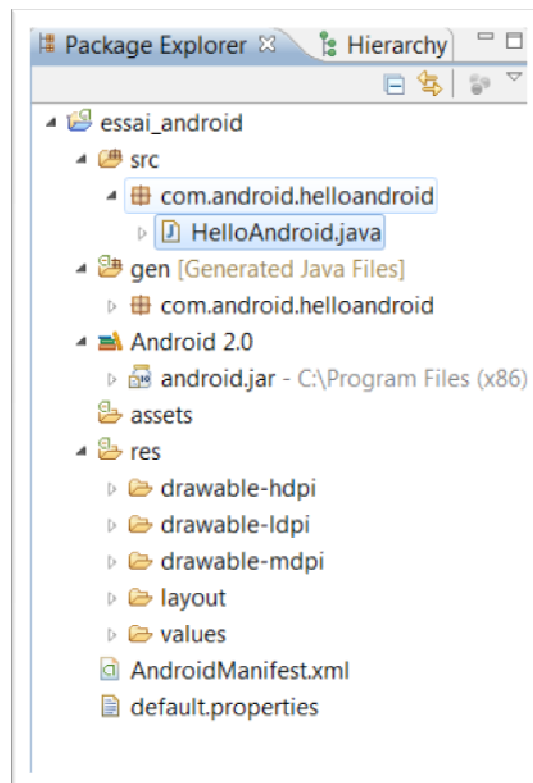 Package Explorer Hierarchy
essai_android
src
com.android.helloandroid
HelloAndroid.java
gen [Generated Java Files]
com.android.helloandroid
Android 2.0
android.jar - C:\Program Files (x86)
assets
res
drawable-hdpi
drawable-ldpi
drawable-mdpi
layout
values
AndroidManifest.xml
default.properties